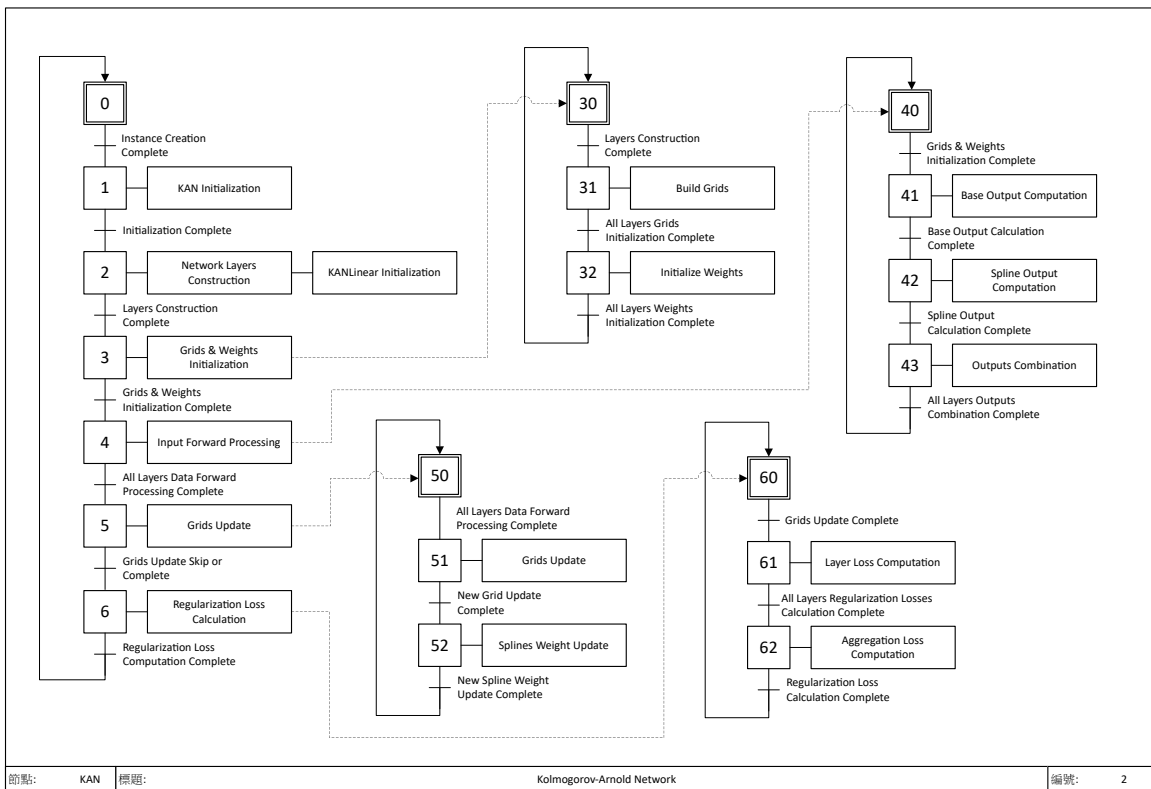 0
Instance Creation
Complete
1
KAN Initialization
Initialization Complete
2
Network Layers
Construction
KANLinear Initialization
Layers Construction
Complete
3
Grids & Weights
Initialization
Grids & Weights
Initialization Complete
4
Input Forward Processing
All Layers Data Forward
Processing Complete
5
Grids Update
Grids Update Skip or
Complete
6
Regularization Loss
Calculation
Regularization Loss
Computation Complete
30
Layers Construction
Complete
31
Build Grids
All Layers Grids
Initialization Complete
32
Initialize Weights
All Layers Weights
Initialization Complete
40
Grids & Weights
Initialization Complete
41
Base Output Computation
Base Output Calculation
Complete
42
Spline Output
Computation
Spline Output
Calculation Complete
43
Outputs Combination
All Layers Outputs
Combination Complete
50
All Layers Data Forward
Processing Complete
51
Grids Update
New Grid Update
Complete
52
Splines Weight Update
New Spline Weight
Update Complete
60
Grids Update Complete
61
Layer Loss Computation
All Layers Regularization Losses
Calculation Complete
62
Aggregation Loss
Computation
Regularization Loss
Calculation Complete
節點: KAN 標題: Kolmogorov-Arnold Network 編號: 2